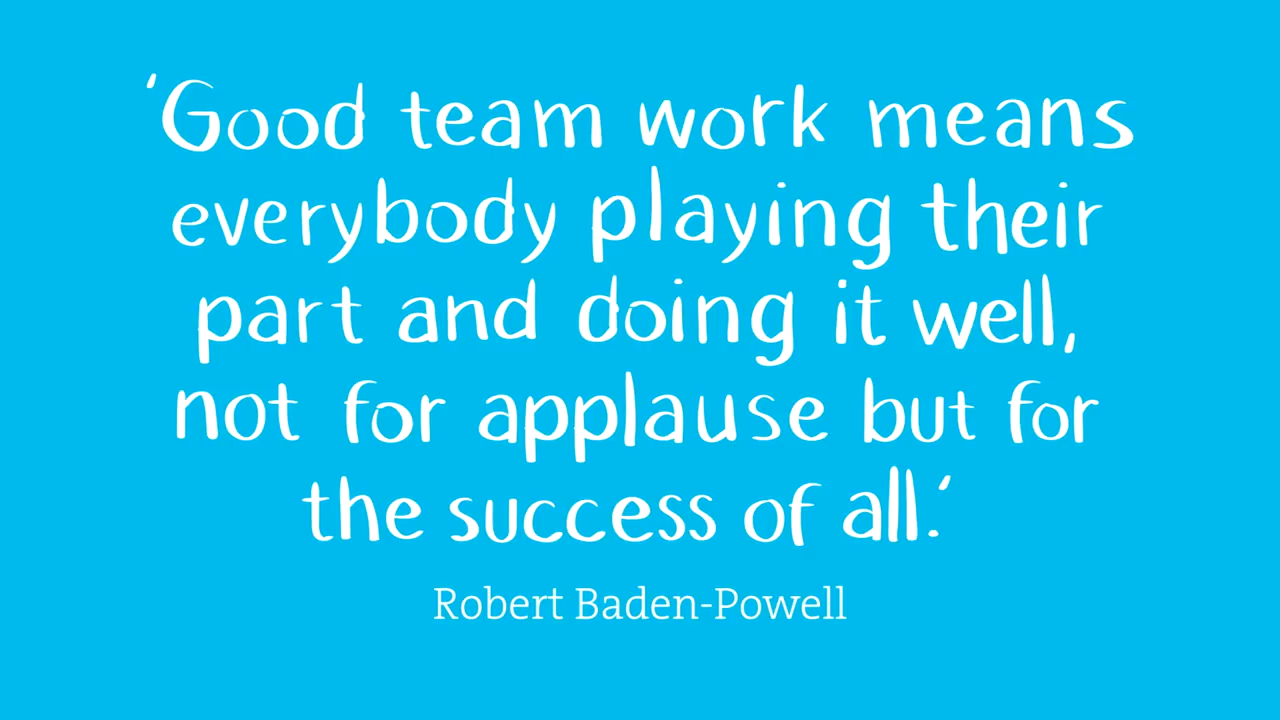 'Good team work means
everybody playing their
part and doing it well,
not for applause but for
the success of all.'
Robert Baden-Powell